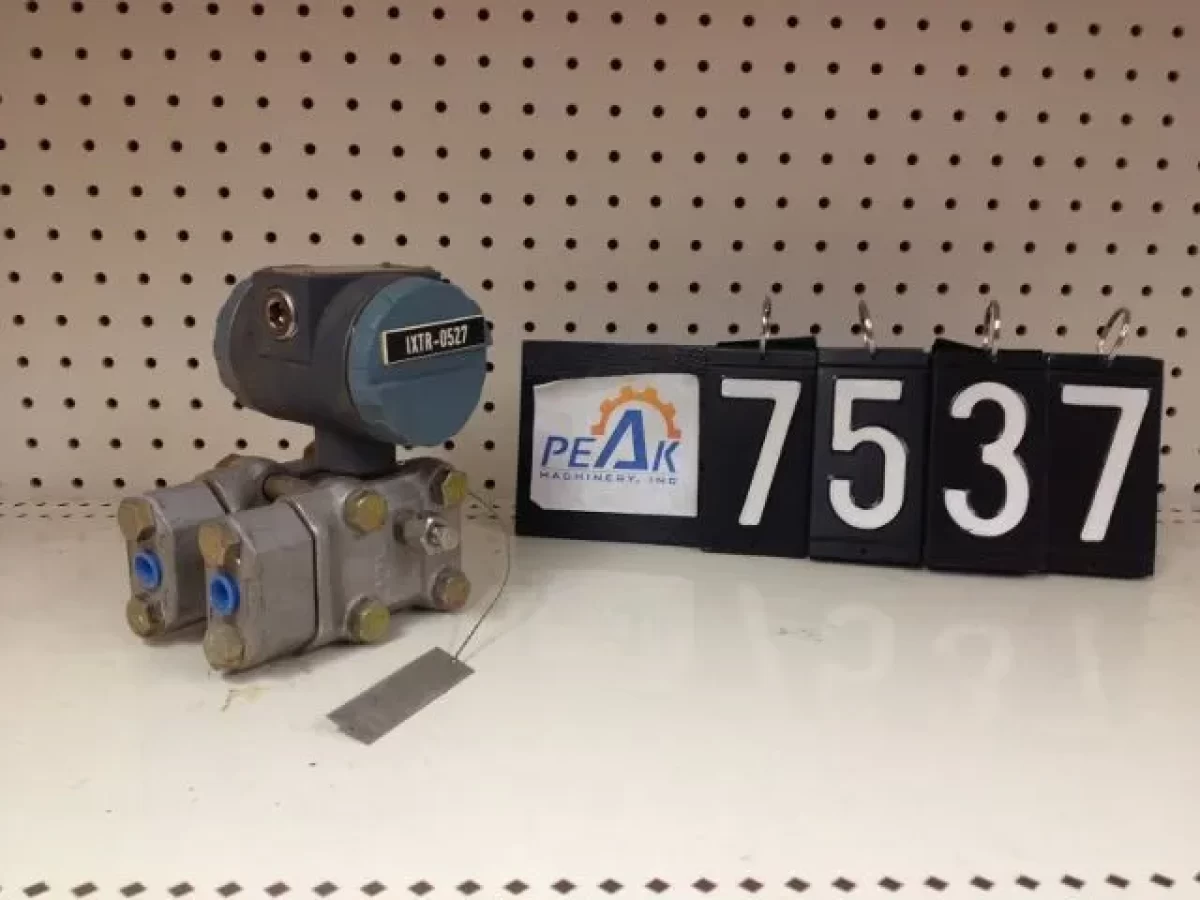 IXTR-0527
PEAK
MACHINERY, INC
7537